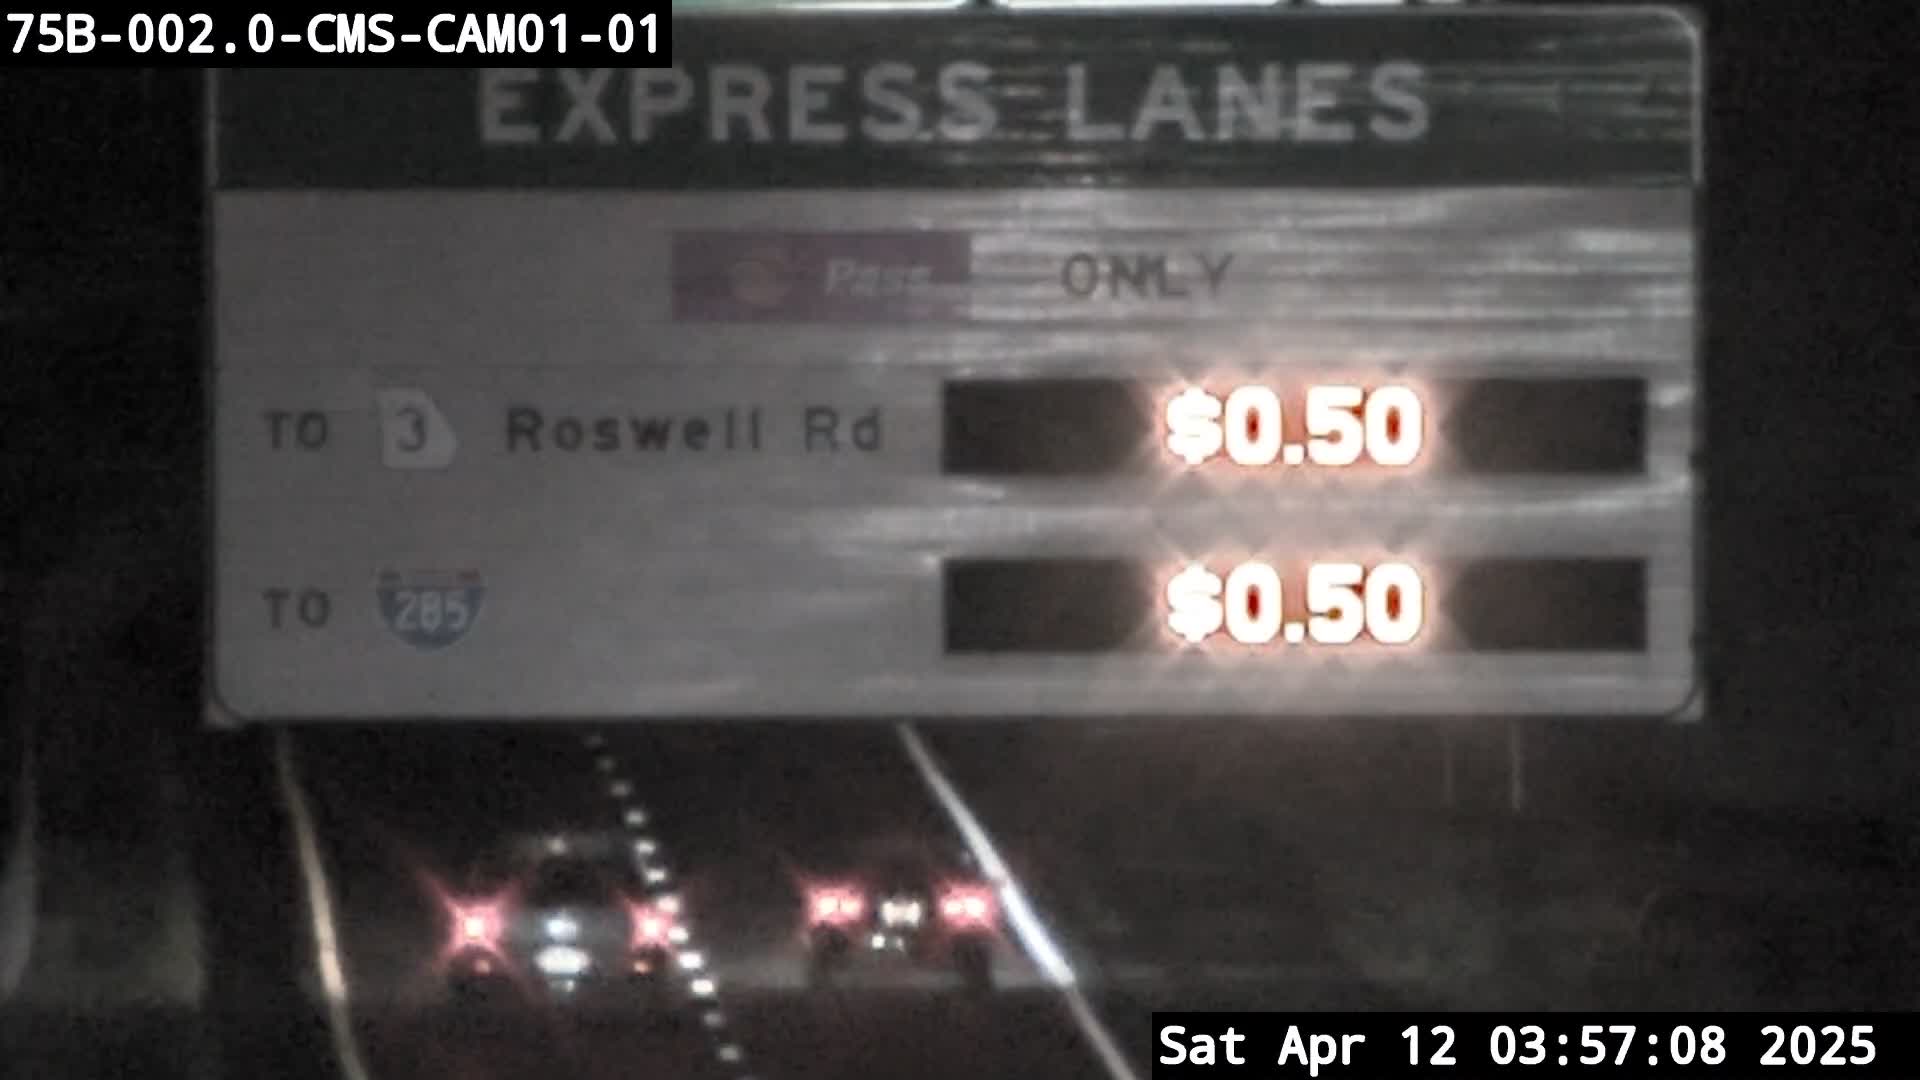 75B-002.0-CMS-CAM01-01
EXPRESS LANES
Pass ONLY
TO 3 Roswell Rd $0.50
TO 285 $0.50
Sat Apr 12 03:57:08 2025